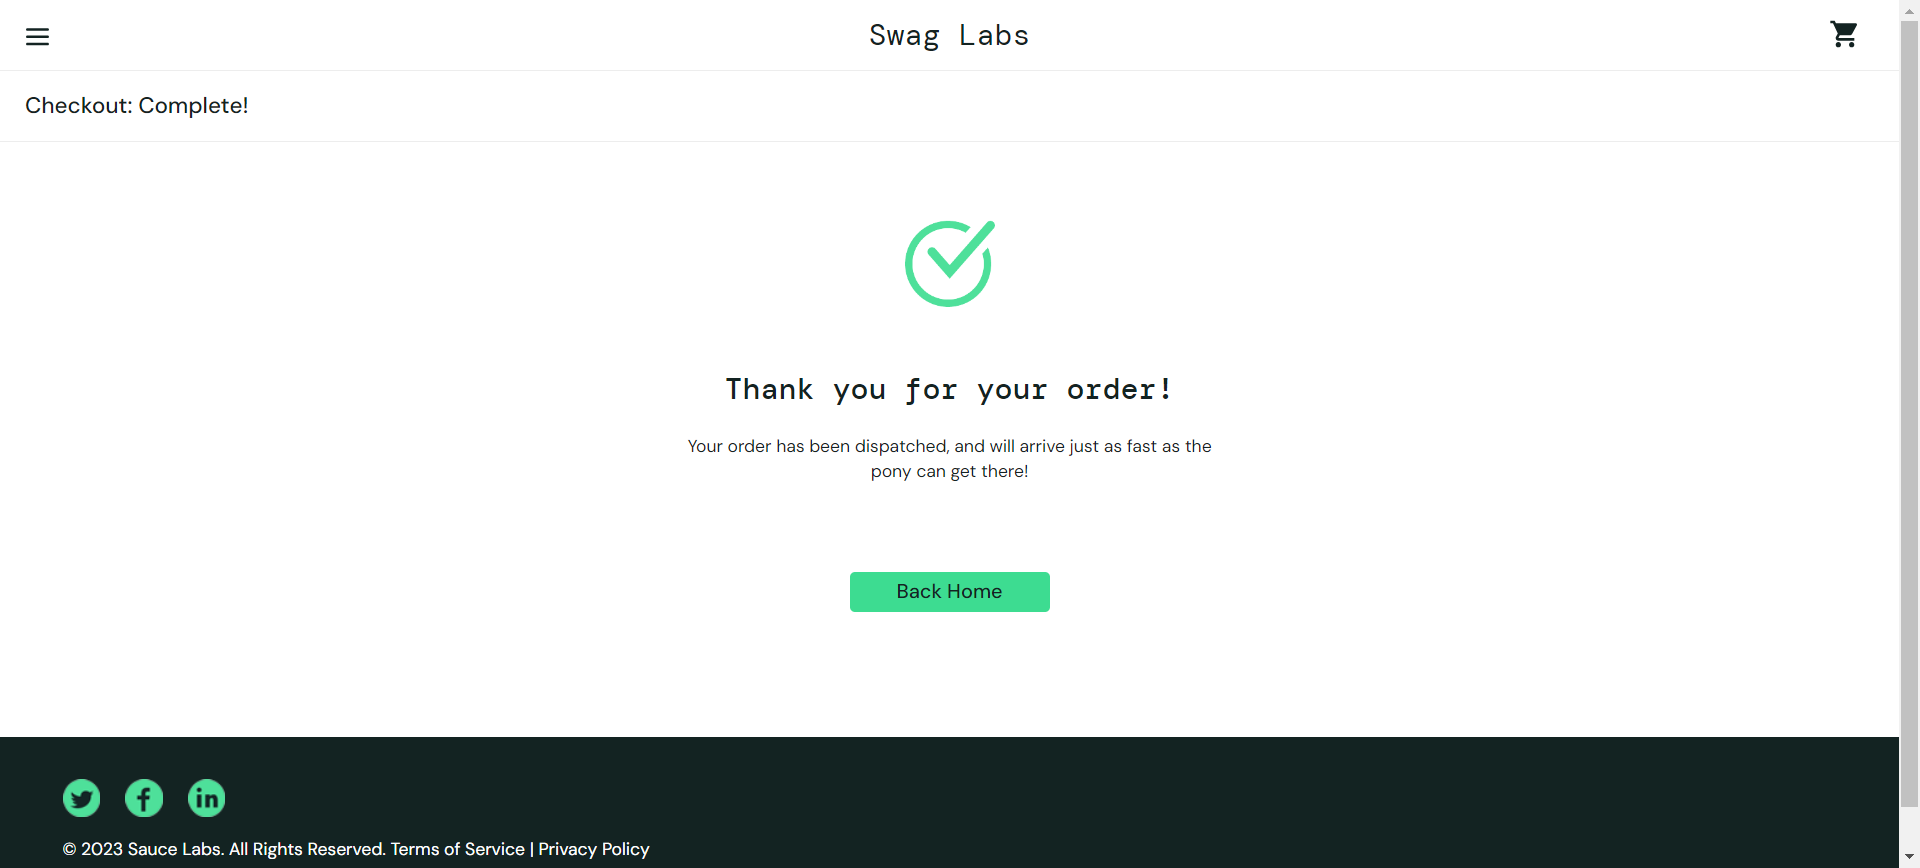 Swag Labs
Checkout: Complete!
Thank you for your order!
Your order has been dispatched, and will arrive just as fast as the
pony can get there!
Back Home
© 2023 Sauce Labs. All Rights Reserved. Terms of Service | Privacy Policy